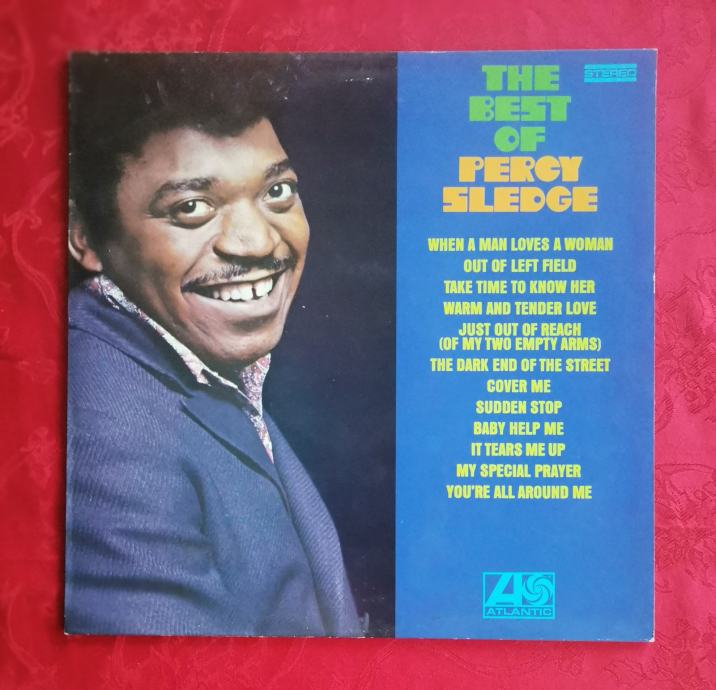 THE
BEST
OF
PERCY
SLEDGE
STEREO
WHEN A MAN LOVES A WOMAN
OUT OF LEFT FIELD
TAKE TIME TO KNOW HER
WARM AND TENDER LOVE
JUST OUT OF REACH
(OF MY TWO EMPTY ARMS)
THE DARK END OF THE STREET
COVER ME
SUDDEN STOP
BABY HELP ME
IT TEARS ME UP
MY SPECIAL PRAYER
YOU'RE ALL AROUND ME
ATLANTIC